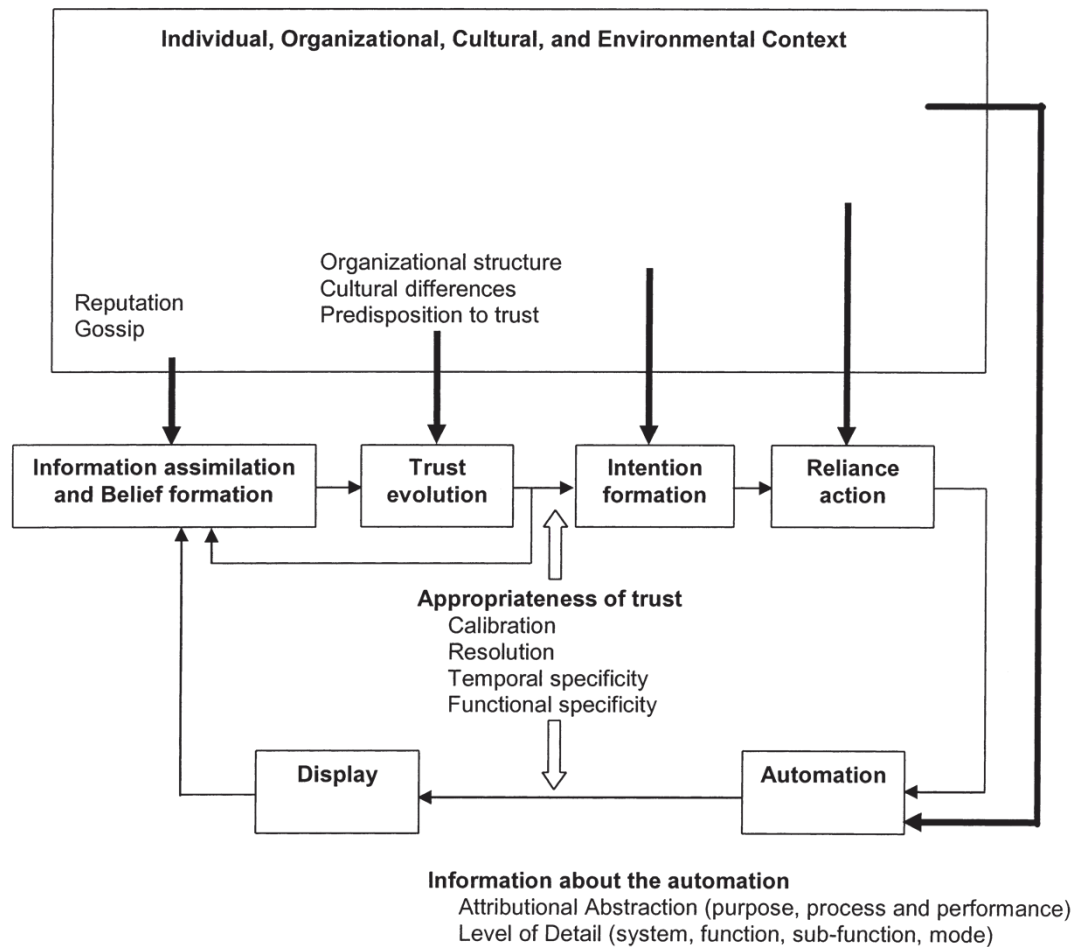 Individual, Organizational, Cultural, and Environmental Context
Organizational structure
Cultural differences
Predisposition to trust
Reputation
Gossip
Information assimilation
and Belief formation
Trust
evolution
Intention
formation
Reliance
action
Appropriateness of trust
Calibration
Resolution
Temporal specificity
Functional specificity
Display
Automation
Information about the automation
Attributional Abstraction (purpose, process and performance)
Level of Detail (system, function, sub-function, mode)